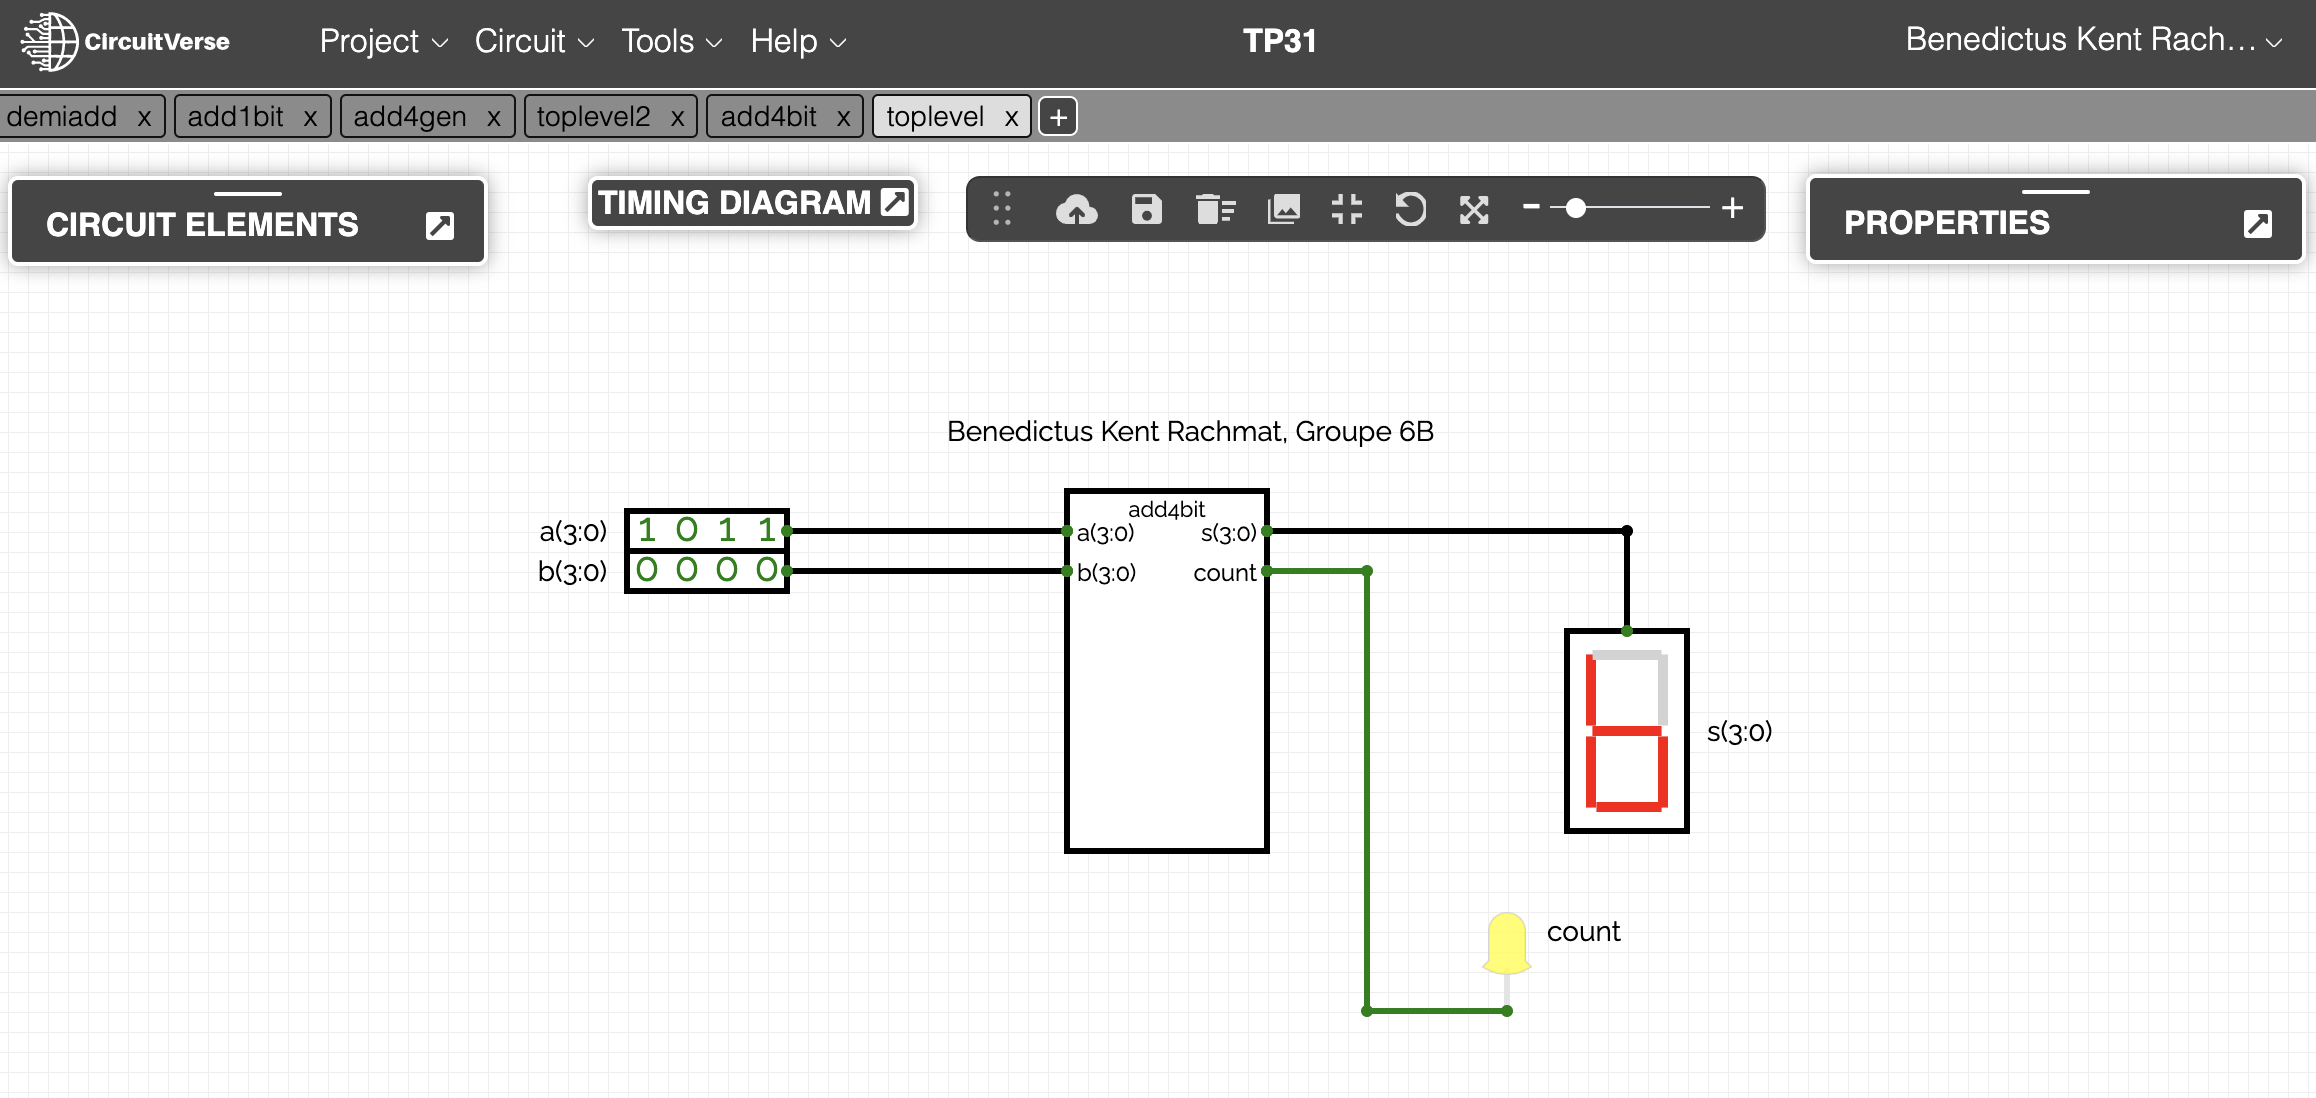 CircuitVerse Project Circuit Tools Help TP31 Benedictus Kent Rach...
demiadd x add1bit x add4gen x toplevel2 x add4bit x toplevel x +
CIRCUIT ELEMENTS TIMING DIAGRAM - + PROPERTIES
Benedictus Kent Rachmat, Groupe 6B
add4bit
a(3:0) 1 0 1 1 a(3:0) s(3:0)
b(3:0) 0 0 0 0 b(3:0) count
b s(3:0)
count